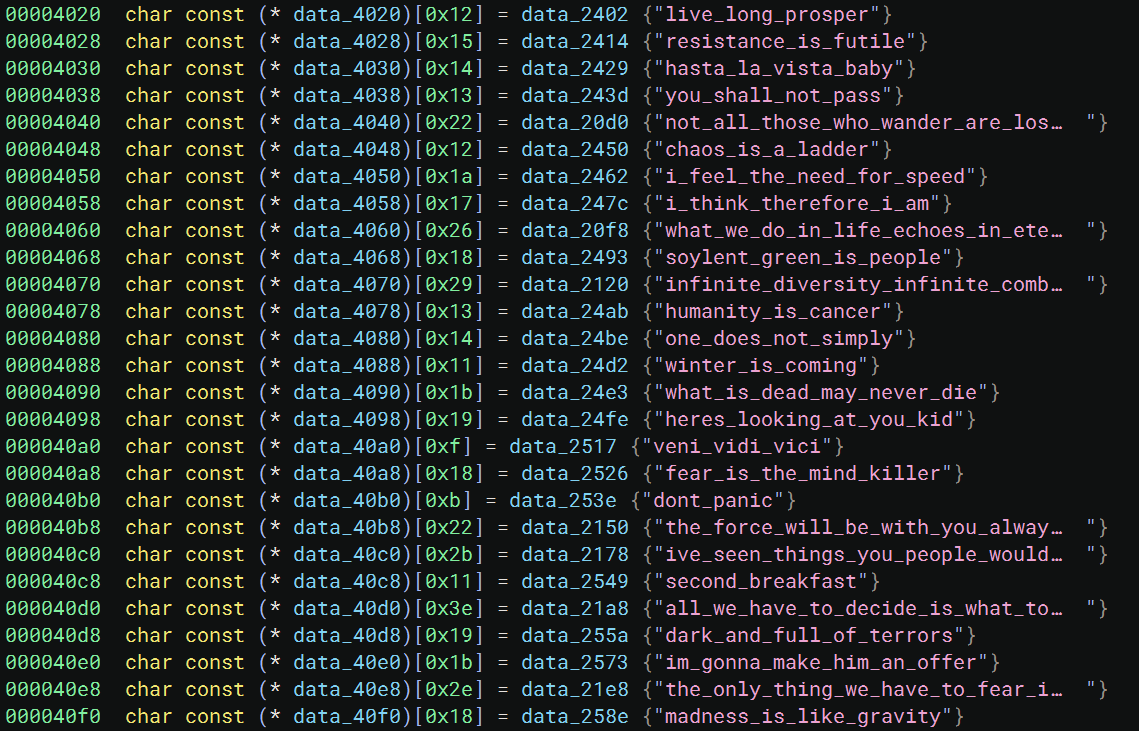 00004020  char const (* data_4020)[0x12] = data_2402 {"live_long_prosper"}
00004028  char const (* data_4028)[0x15] = data_2414 {"resistance_is_futile"}
00004030  char const (* data_4030)[0x14] = data_2429 {"hasta_la_vista_baby"}
00004038  char const (* data_4038)[0x13] = data_243d {"you_shall_not_pass"}
00004040  char const (* data_4040)[0x22] = data_20d0 {"not_all_those_who_wander_are_los…  "}
00004048  char const (* data_4048)[0x12] = data_2450 {"chaos_is_a_ladder"}
00004050  char const (* data_4050)[0x1a] = data_2462 {"i_feel_the_need_for_speed"}
00004058  char const (* data_4058)[0x17] = data_247c {"i_think_therefore_i_am"}
00004060  char const (* data_4060)[0x26] = data_20f8 {"what_we_do_in_life_echoes_in_ete…  "}
00004068  char const (* data_4068)[0x18] = data_2493 {"soylent_green_is_people"}
00004070  char const (* data_4070)[0x29] = data_2120 {"infinite_diversity_infinite_comb…  "}
00004078  char const (* data_4078)[0x13] = data_24ab {"humanity_is_cancer"}
00004080  char const (* data_4080)[0x14] = data_24be {"one_does_not_simply"}
00004088  char const (* data_4088)[0x11] = data_24d2 {"winter_is_coming"}
00004090  char const (* data_4090)[0x1b] = data_24e3 {"what_is_dead_may_never_die"}
00004098  char const (* data_4098)[0x19] = data_24fe {"heres_looking_at_you_kid"}
000040a0  char const (* data_40a0)[0xf] = data_2517 {"veni_vidi_vici"}
000040a8  char const (* data_40a8)[0x18] = data_2526 {"fear_is_the_mind_killer"}
000040b0  char const (* data_40b0)[0xb] = data_253e {"dont_panic"}
000040b8  char const (* data_40b8)[0x22] = data_2150 {"the_force_will_be_with_you_alway…  "}
000040c0  char const (* data_40c0)[0x2b] = data_2178 {"ive_seen_things_you_people_would…  "}
000040c8  char const (* data_40c8)[0x11] = data_2549 {"second_breakfast"}
000040d0  char const (* data_40d0)[0x3e] = data_21a8 {"all_we_have_to_decide_is_what_to…  "}
000040d8  char const (* data_40d8)[0x19] = data_255a {"dark_and_full_of_terrors"}
000040e0  char const (* data_40e0)[0x1b] = data_2573 {"im_gonna_make_him_an_offer"}
000040e8  char const (* data_40e8)[0x2e] = data_21e8 {"the_only_thing_we_have_to_fear_i…  "}
000040f0  char const (* data_40f0)[0x18] = data_258e {"madness_is_like_gravity"}